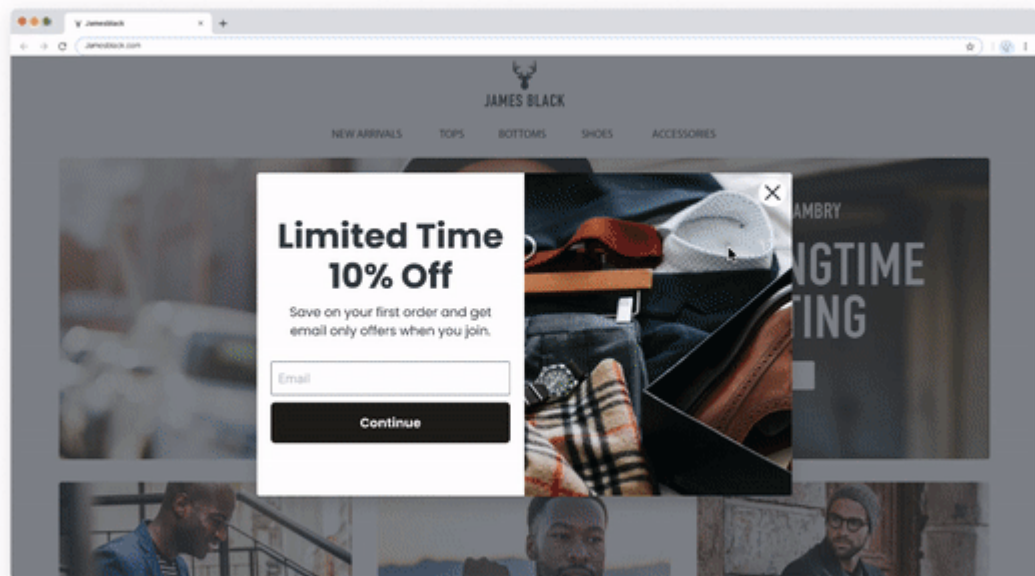 Jamesblack
Jamesblack.com
JAMES BLACK
NEW ARRIVALS TOPS BOTTOMS SHOES ACCESSORIES
AMBRY
NGTIME
TING
Limited Time
10% Off
Save on your first order and get
email only offers when you join.
Email
Continue